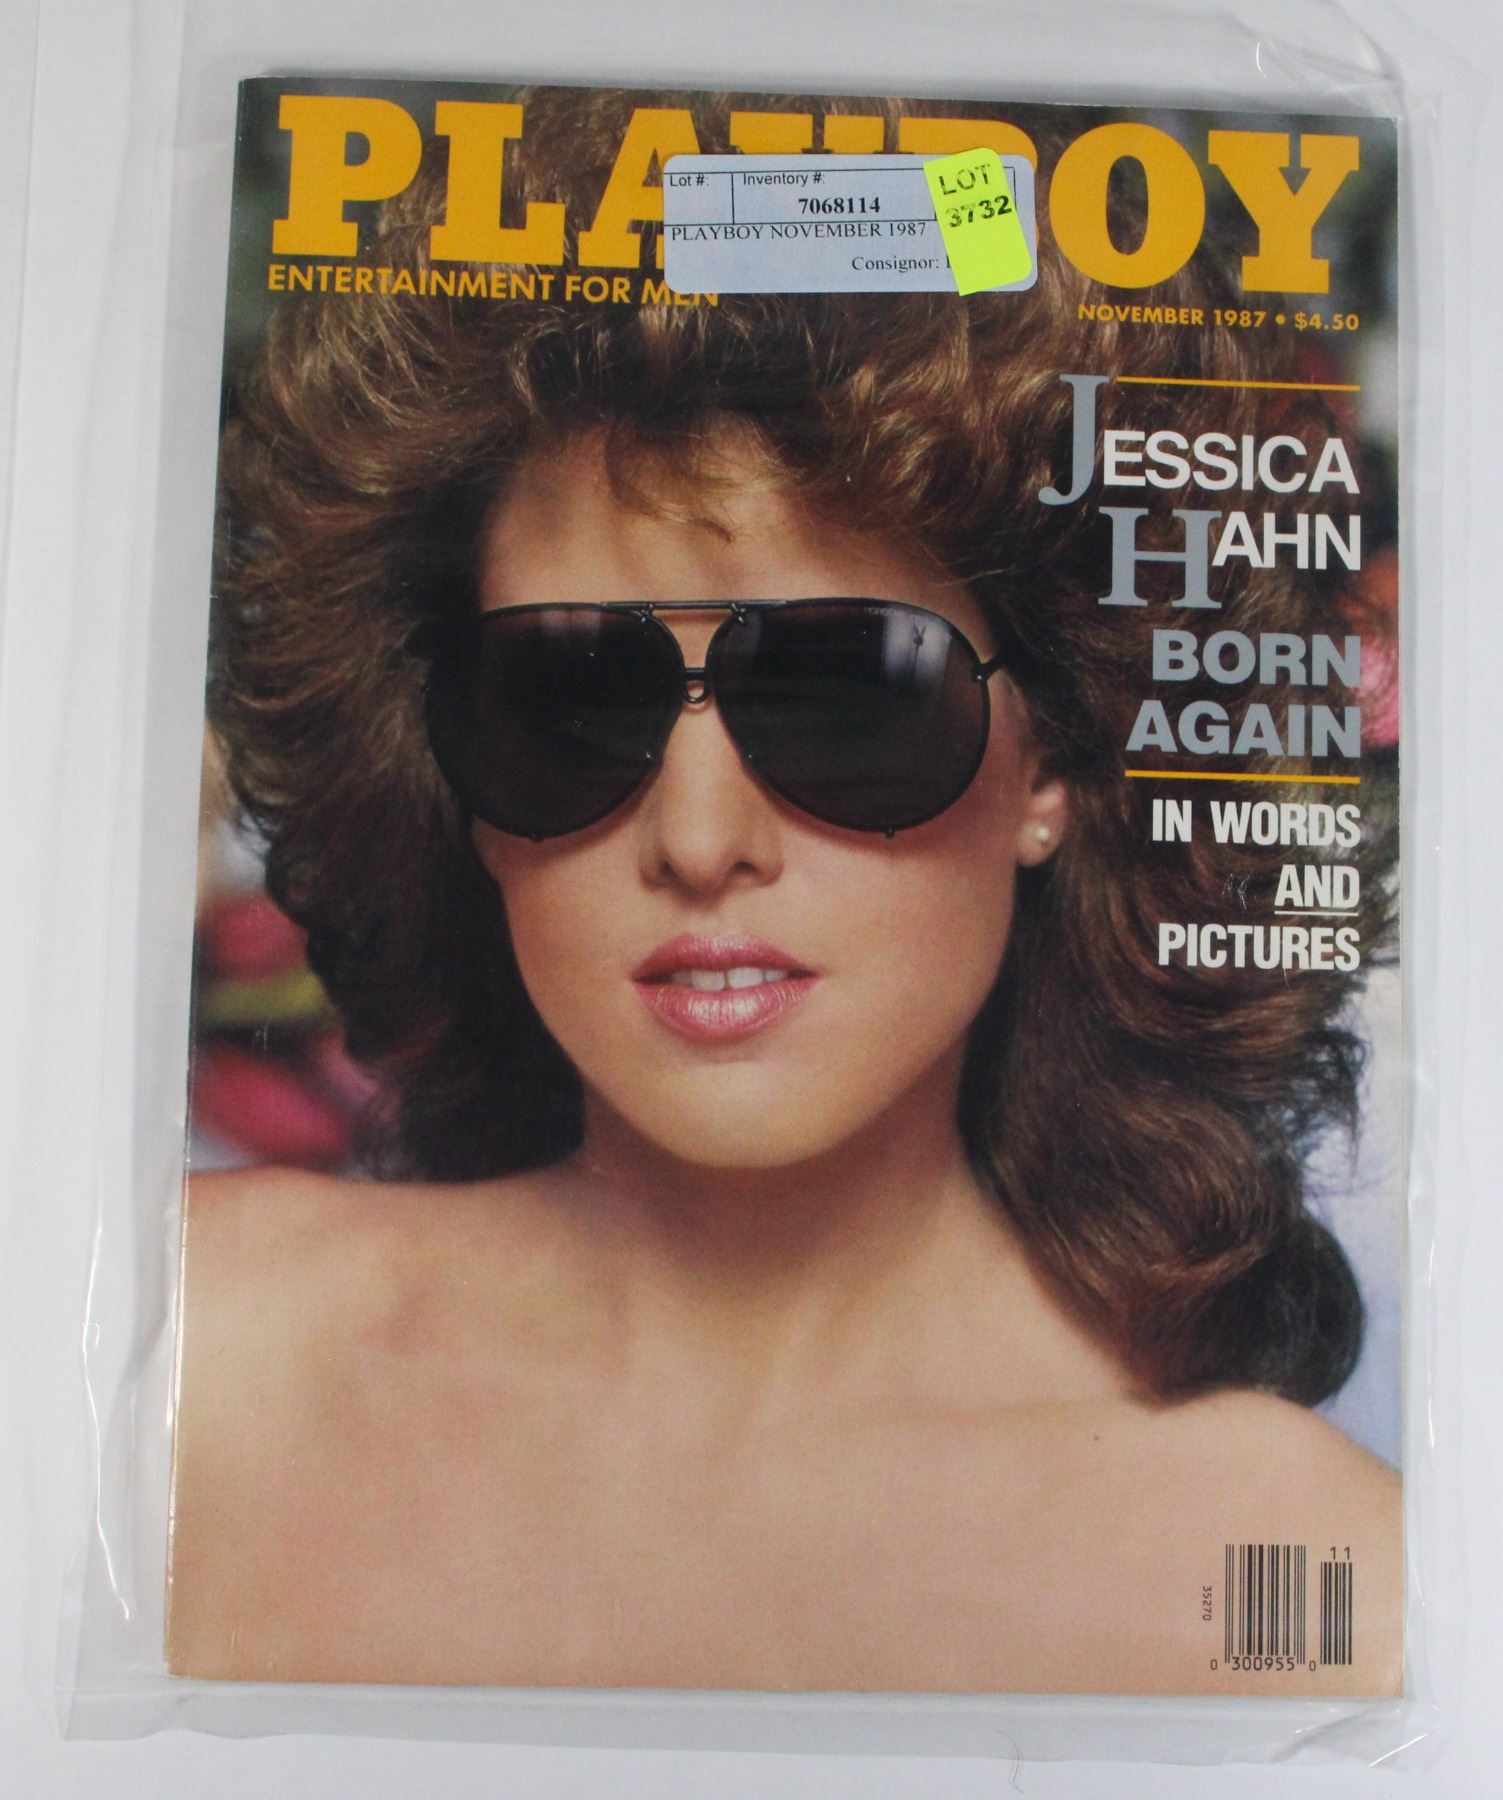 PLAYBOY
Lot #: Inventory #:
7068114
PLAYBOY NOVEMBER 1987
Consignor:
LOT
3732
ENTERTAINMENT FOR MEN
NOVEMBER 1987 • $4.50
JESSICA
HAHN
BORN
AGAIN
IN WORDS
AND
PICTURES
11
35270
0 300955 0